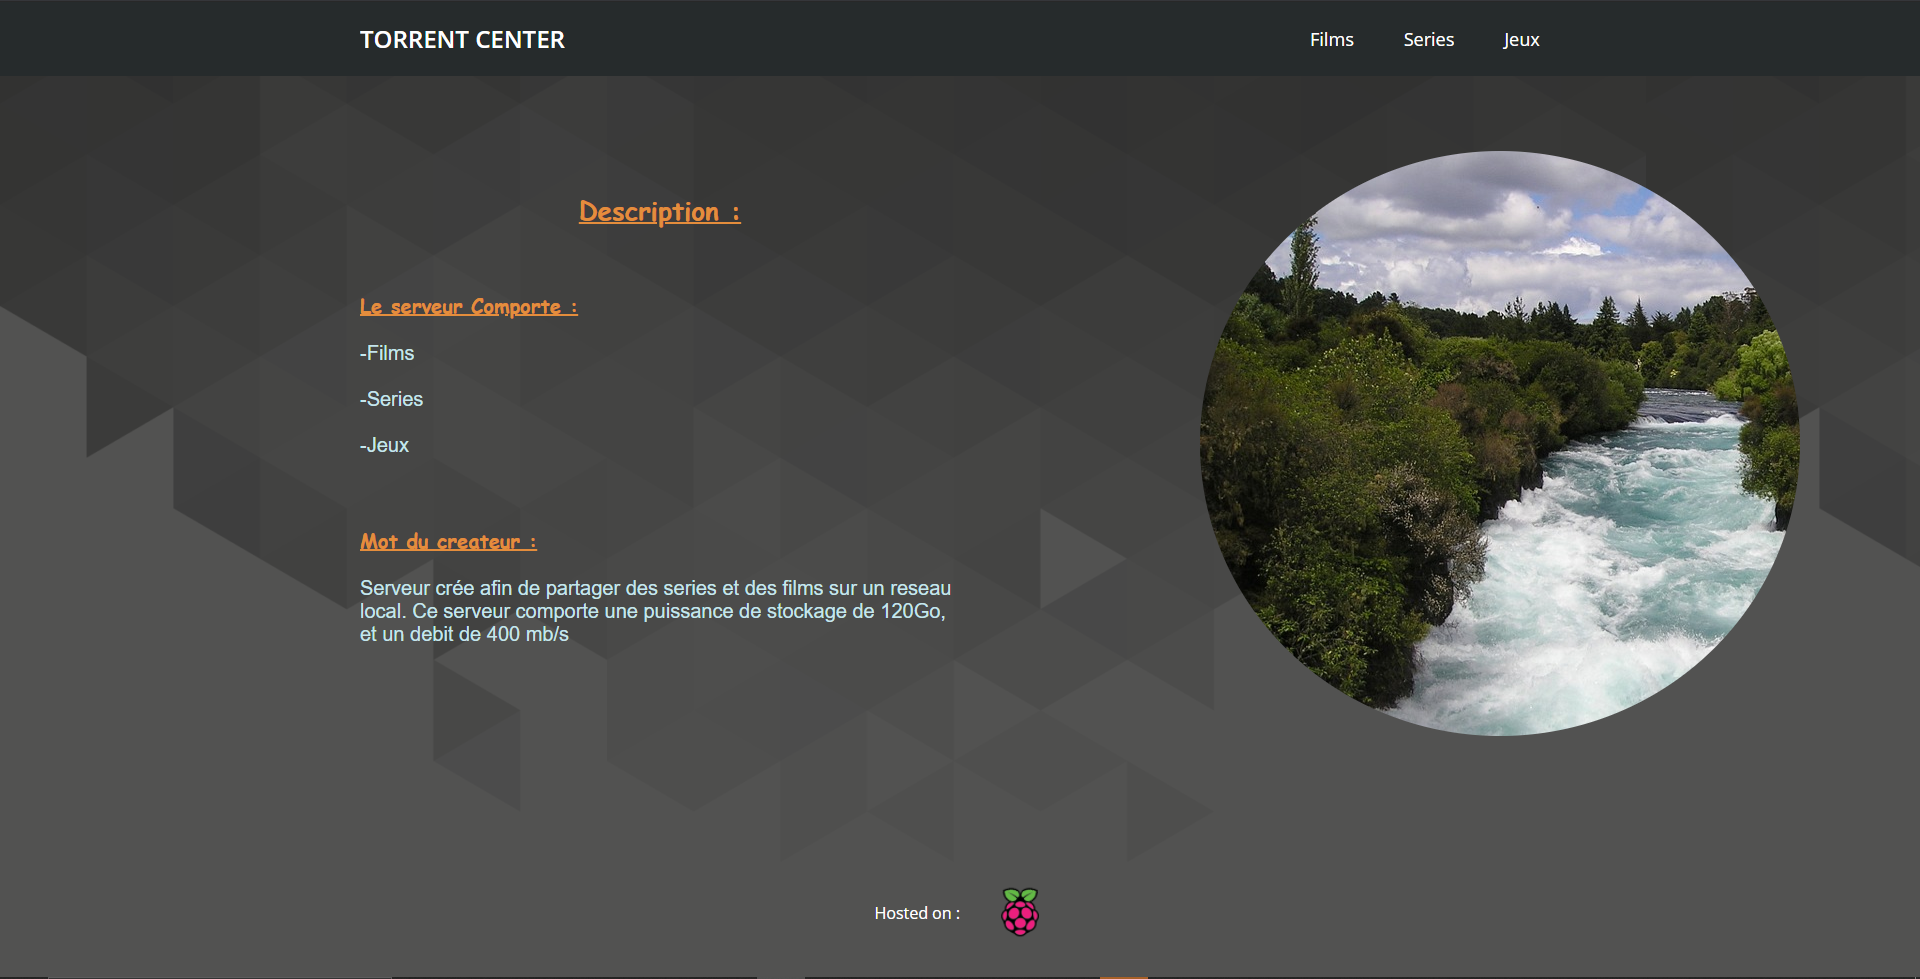 TORRENT CENTER
Films
Series
Jeux
Description :
Le serveur Comporte :
-Films
-Series
-Jeux
Mot du createur :
Serveur crée afin de partager des series et des films sur un reseau
local. Ce serveur comporte une puissance de stockage de 120Go,
et un debit de 400 mb/s
Hosted on :